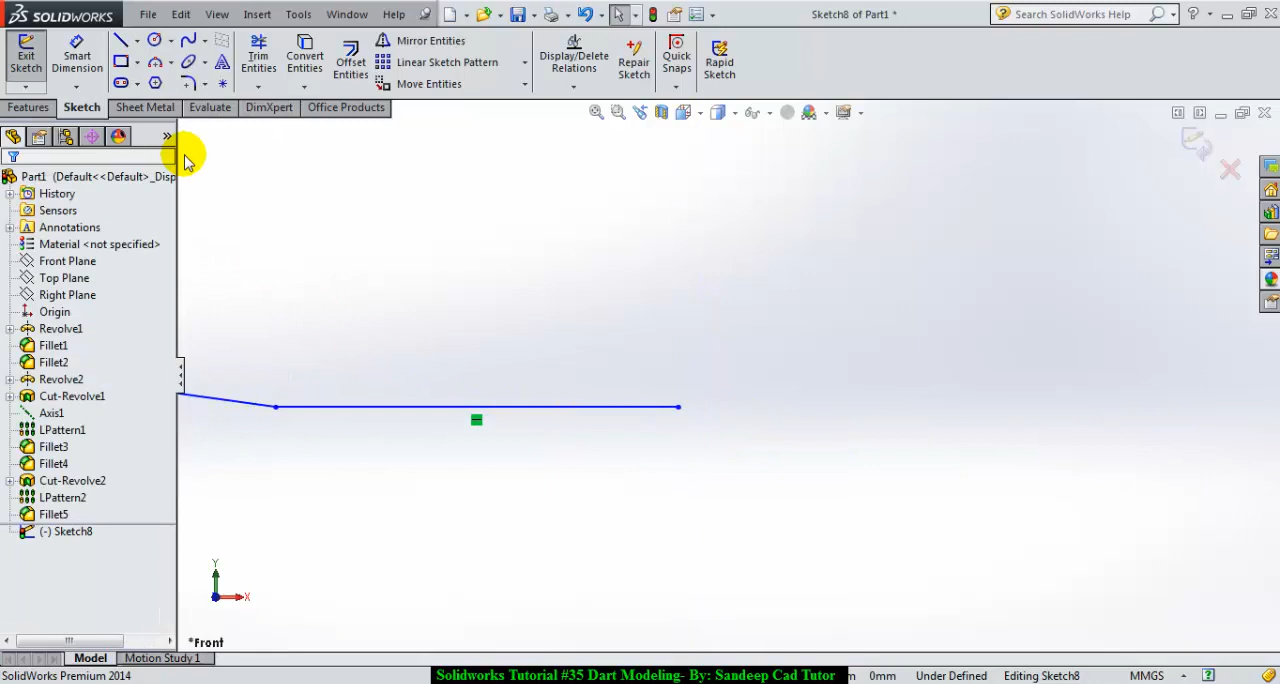 SOLIDWORKS File Edit View Insert Tools Window Help Sketch8 of Part1 * Search SolidWorks Help
Exit Sketch Smart Dimension Trim Entities Convert Entities Offset Entities Mirror Entities Linear Sketch Pattern Move Entities Display/Delete Relations Repair Sketch Quick Snaps Rapid Sketch
Features Sketch Sheet Metal Evaluate DimXpert Office Products
Part1 (Default<<Default>_Disp
History
Sensors
Annotations
Material <not specified>
Front Plane
Top Plane
Right Plane
Origin
Revolve1
Fillet1
Fillet2
Revolve2
Cut-Revolve1
Axis1
LPattern1
Fillet3
Fillet4
Cut-Revolve2
LPattern2
Fillet5
(-) Sketch8
Y
X
*Front
Model Motion Study 1
SolidWorks Premium 2014 Solidworks Tutorial #35 Dart Modeling- By: Sandeep Cad Tutor 0mm Under Defined Editing Sketch8 MMGS